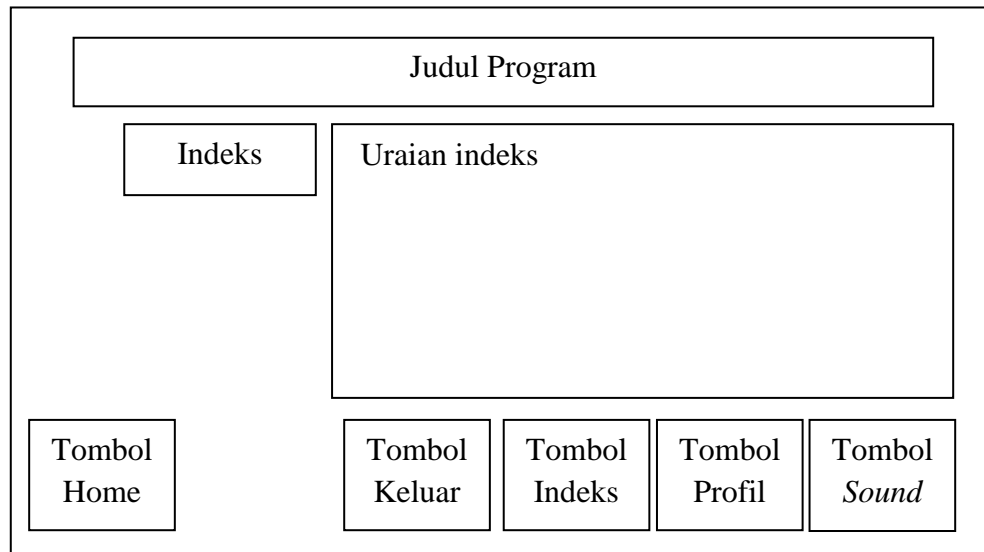 Judul Program
Indeks
Uraian indeks
Tombol
Home
Tombol
Keluar
Tombol
Indeks
Tombol
Profil
Tombol
Sound